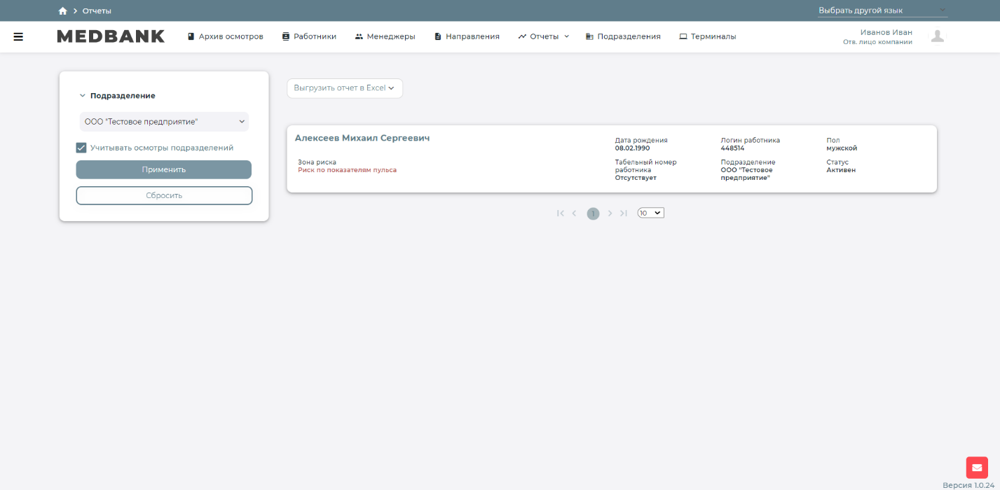 Отчеты
Выбрать другой язык
MEDBANK
Архив осмотров
Работники
Менеджеры
Направления
Отчеты
Подразделения
Терминалы
Иванов Иван
Отв. лицо компании
Подразделение
ООО "Тестовое предприятие"
Учитывать осмотры подразделений
Применить
Сбросить
Выгрузить отчет в Excel
Алексеев Михаил Сергеевич
Зона риска
Риск по показателям пульса
Дата рождения
08.02.1990
Табельный номер
работника
Отсутствует
Логин работника
448514
Подразделение
ООО "Тестовое
предприятие"
Пол
мужской
Статус
Активен
1
10
Версия 1.0.24